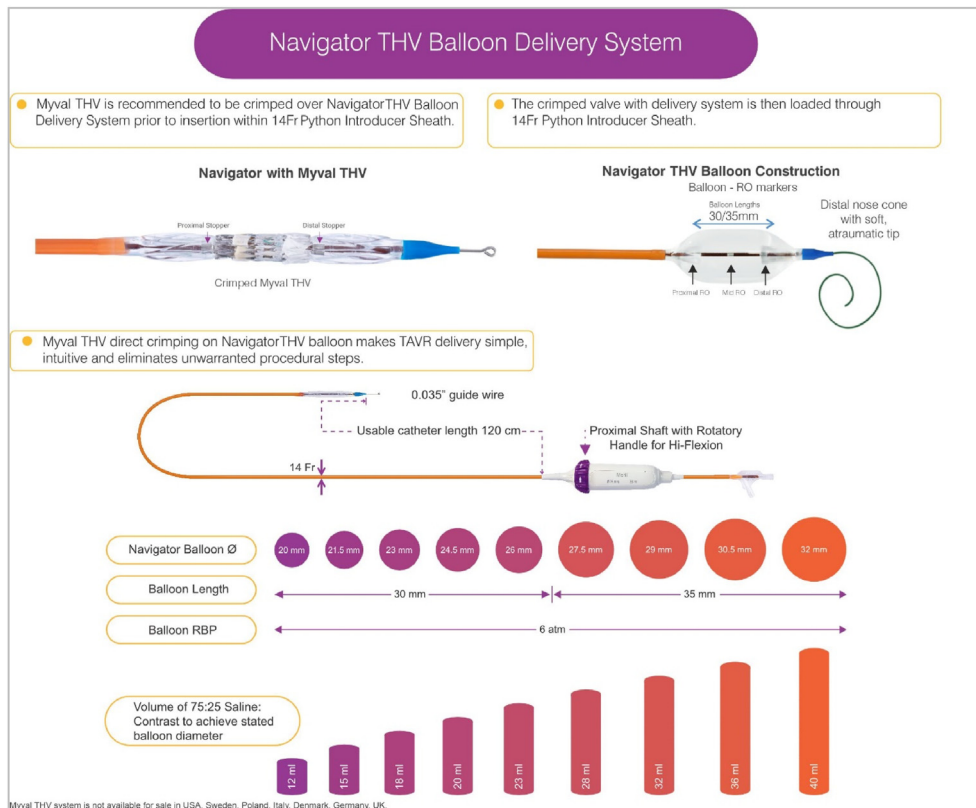 Navigator THV Balloon Delivery System
Myval THV is recommended to be crimped over Navigator THV Balloon
Delivery System prior to insertion within 14Fr Python Introducer Sheath.
The crimped valve with delivery system is then loaded through
14Fr Python Introducer Sheath.
Navigator with Myval THV
Proximal Stopper
Distal Stopper
Crimped Myval THV
Navigator THV Balloon Construction
Balloon - RO markers
Balloon Lengths
30/35mm
Distal nose cone
with soft,
atraumatic tip
Proximal RO
Mid RO
Distal RO
Myval THV direct crimping on Navigator THV balloon makes TAVR delivery simple,
intuitive and eliminates unwarranted procedural steps.
0.035" guide wire
Usable catheter length 120 cm
Proximal Shaft with Rotatory
Handle for Hi-Flexion
14 Fr
Navigator Balloon Ø
20 mm
21.5 mm
23 mm
24.5 mm
26 mm
27.5 mm
29 mm
30.5 mm
32 mm
Balloon Length
30 mm
35 mm
Balloon RBP
6 atm
Volume of 75:25 Saline:
Contrast to achieve stated
balloon diameter
12 ml
15 ml
18 ml
20 ml
23 ml
28 ml
32 ml
36 ml
40 ml
Myval THV system is not available for sale in USA, Sweden, Poland, Italy, Denmark, Germany, UK.